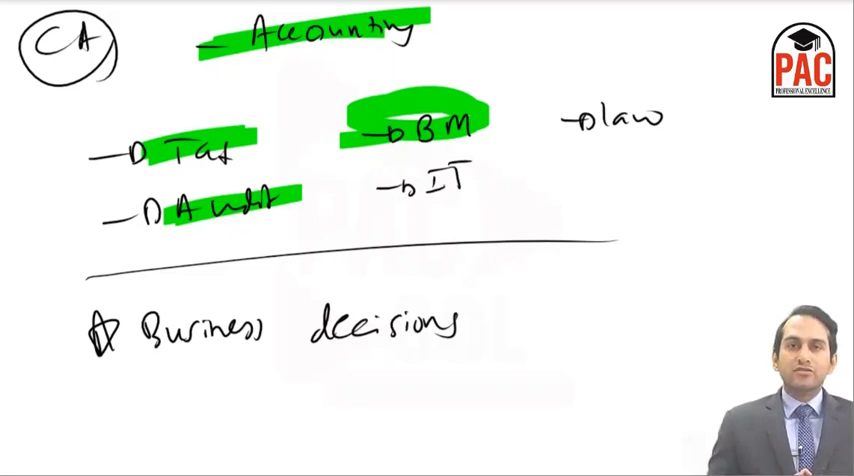 CA
- Accounting
PAC
PROFESSIONAL EXCELLENCE
→ Tax → BM → law
→ Audit → IT
☆ Business decisions